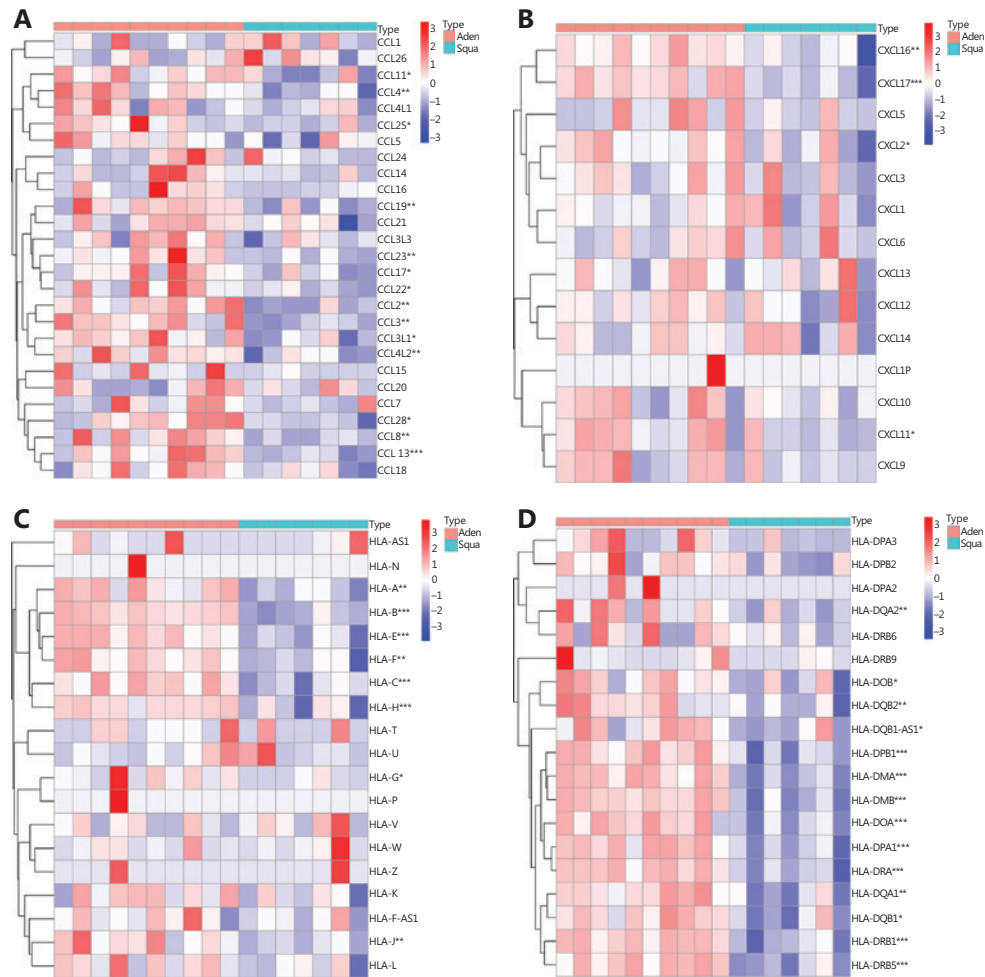 A
Type
Type
Aden
Squa
3
2
1
0
−1
−2
−3
CCL1
CCL26
CCL11*
CCL4**
CCL4L1
CCL25*
CCL5
CCL24
CCL14
CCL16
CCL19**
CCL21
CCL3L3
CCL23**
CCL17*
CCL22*
CCL2**
CCL3**
CCL3L1*
CCL4L2**
CCL15
CCL20
CCL7
CCL28*
CCL8**
CCL 13***
CCL18
B
Type
Type
Aden
Squa
3
2
1
0
−1
−2
−3
CXCL16**
CXCL17***
CXCL5
CXCL2*
CXCL3
CXCL1
CXCL6
CXCL13
CXCL12
CXCL14
CXCL1P
CXCL10
CXCL11*
CXCL9
C
Type
Type
Aden
Squa
3
2
1
0
−1
−2
−3
HLA-AS1
HLA-N
HLA-A**
HLA-B***
HLA-E***
HLA-F**
HLA-C***
HLA-H***
HLA-T
HLA-U
HLA-G*
HLA-P
HLA-V
HLA-W
HLA-Z
HLA-K
HLA-F-AS1
HLA-J**
HLA-L
D
Type
Type
Aden
Squa
3
2
1
0
−1
−2
−3
HLA-DPA3
HLA-DPB2
HLA-DPA2
HLA-DQA2**
HLA-DRB6
HLA-DRB9
HLA-DOB*
HLA-DQB2**
HLA-DQB1-AS1*
HLA-DPB1***
HLA-DMA***
HLA-DMB***
HLA-DOA***
HLA-DPA1***
HLA-DRA***
HLA-DQA1**
HLA-DQB1*
HLA-DRB1***
HLA-DRB5***